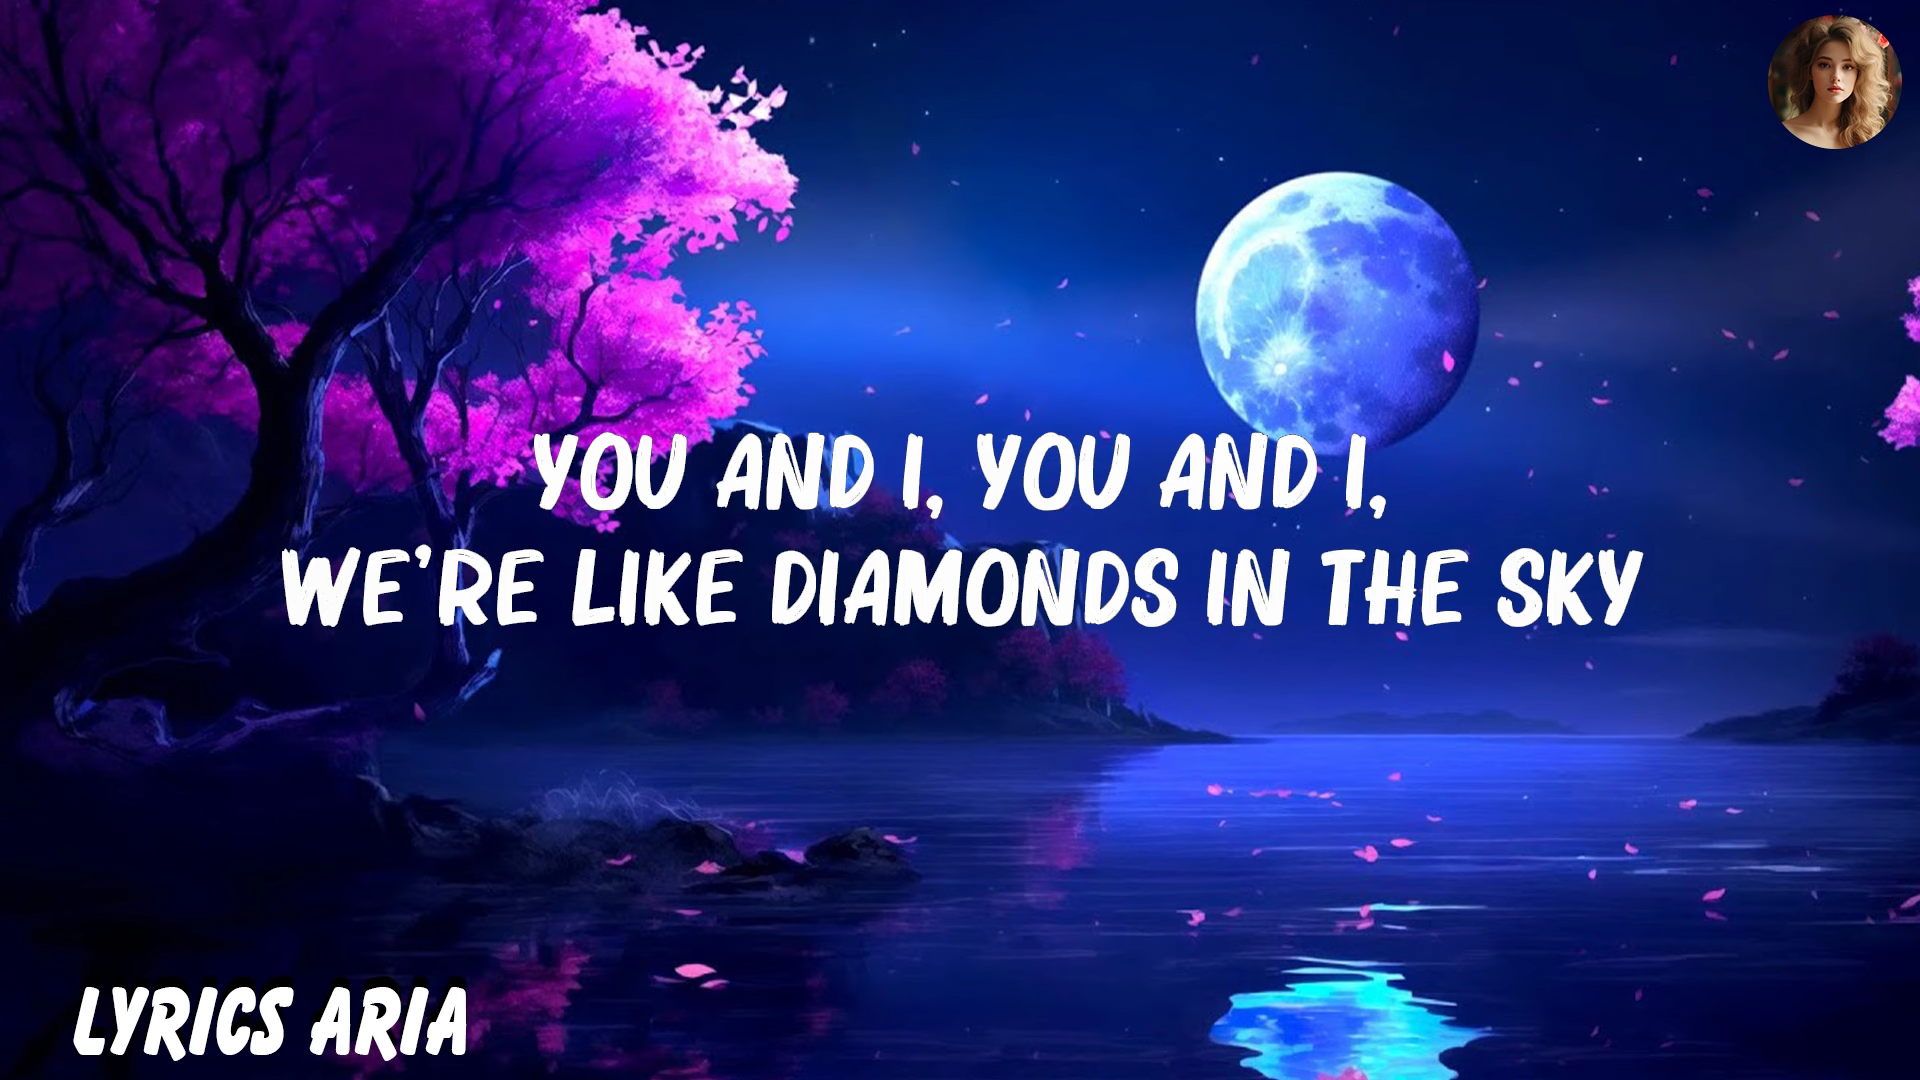 YOU AND I, YOU AND I,
WE'RE LIKE DIAMONDS IN THE SKY
LYRICS ARIA